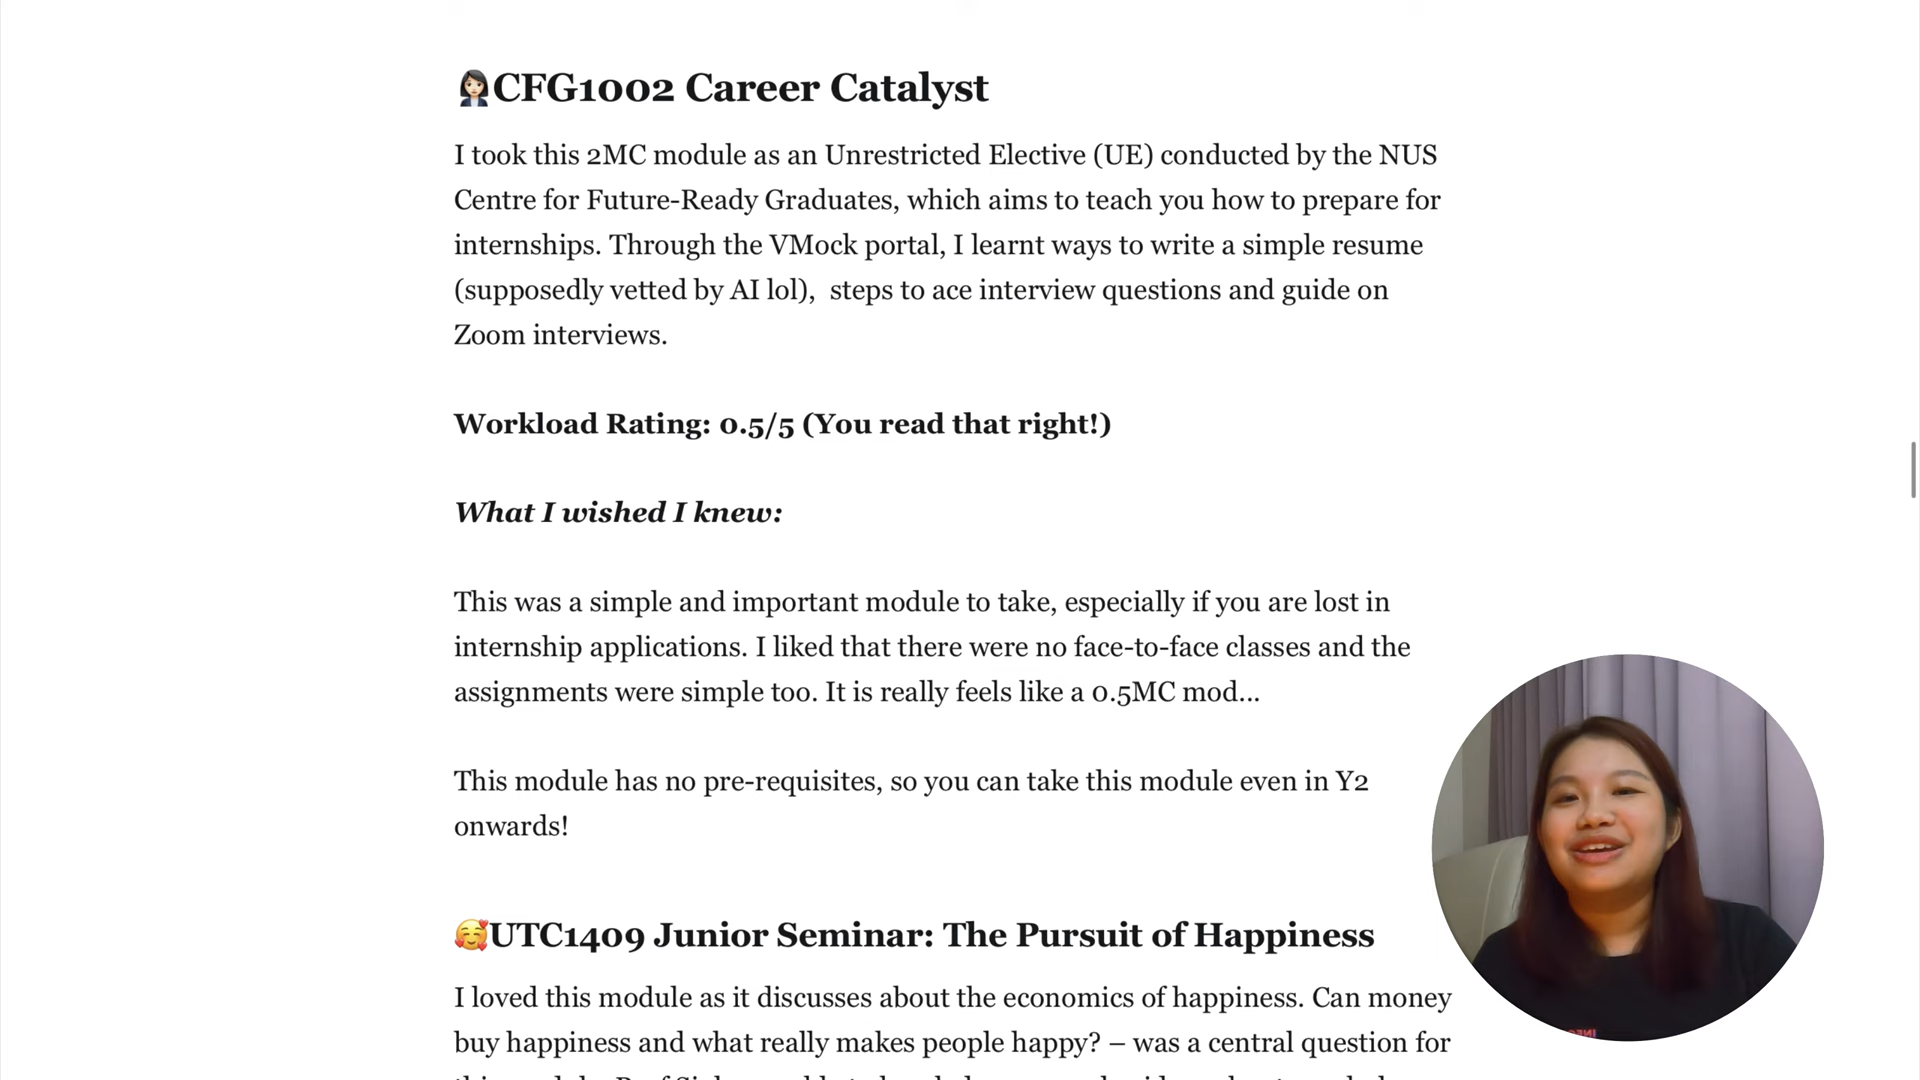 CFG1002 Career Catalyst
I took this 2MC module as an Unrestricted Elective (UE) conducted by the NUS
Centre for Future-Ready Graduates, which aims to teach you how to prepare for
internships. Through the VMock portal, I learnt ways to write a simple resume
(supposedly vetted by AI lol),  steps to ace interview questions and guide on
Zoom interviews.
Workload Rating: 0.5/5 (You read that right!)
What I wished I knew:
This was a simple and important module to take, especially if you are lost in
internship applications. I liked that there were no face-to-face classes and the
assignments were simple too. It is really feels like a 0.5MC mod...
This module has no pre-requisites, so you can take this module even in Y2
onwards!
UTC1409 Junior Seminar: The Pursuit of Happiness
I loved this module as it discusses about the economics of happiness. Can money
buy happiness and what really makes people happy? – was a central question for